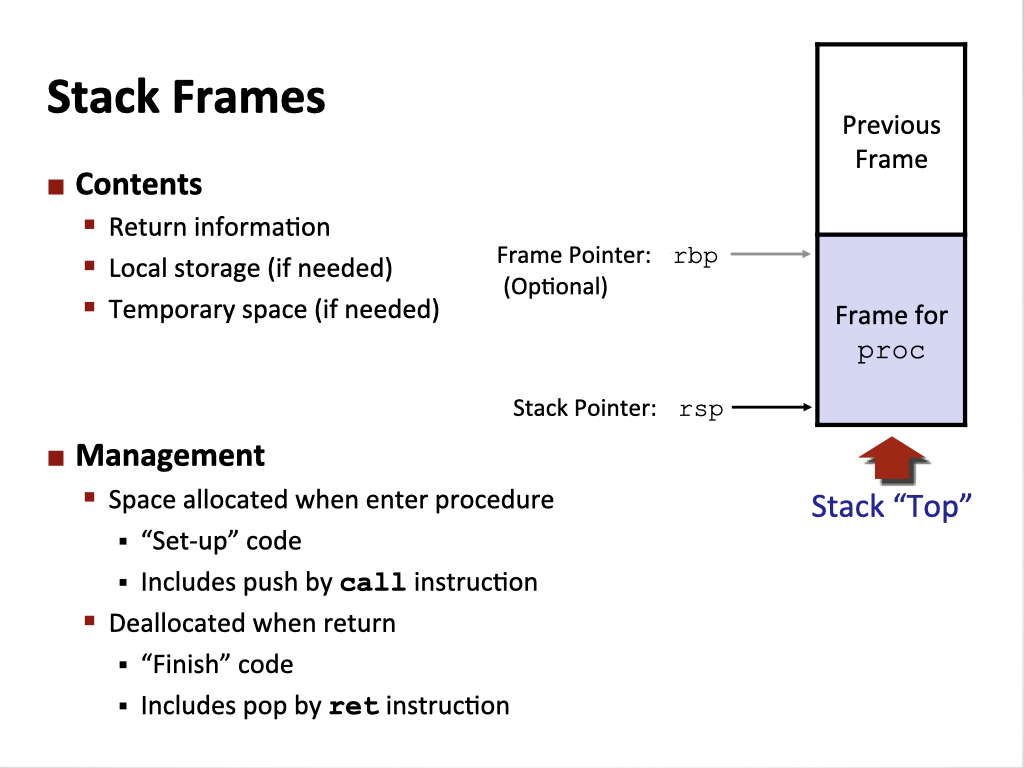 Stack Frames
Contents
Return information
Local storage (if needed)
Temporary space (if needed)
Management
Space allocated when enter procedure
“Set-up” code
Includes push by call instruction
Deallocated when return
“Finish” code
Includes pop by ret instruction
Previous
Frame
Frame Pointer: rbp
(Optional)
Frame for
proc
Stack Pointer: rsp
Stack “Top”